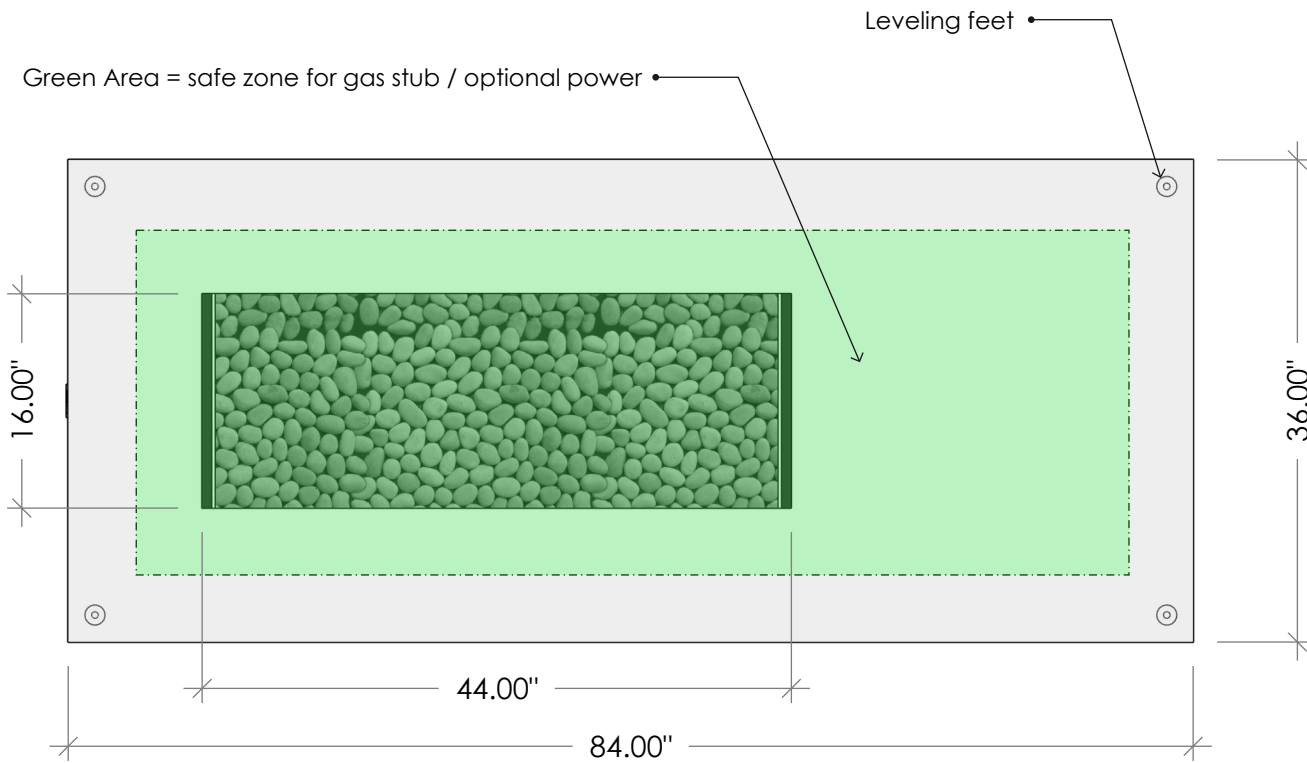 Leveling feet
Green Area = safe zone for gas stub / optional power
16.00"
36.00"
44.00"
84.00"